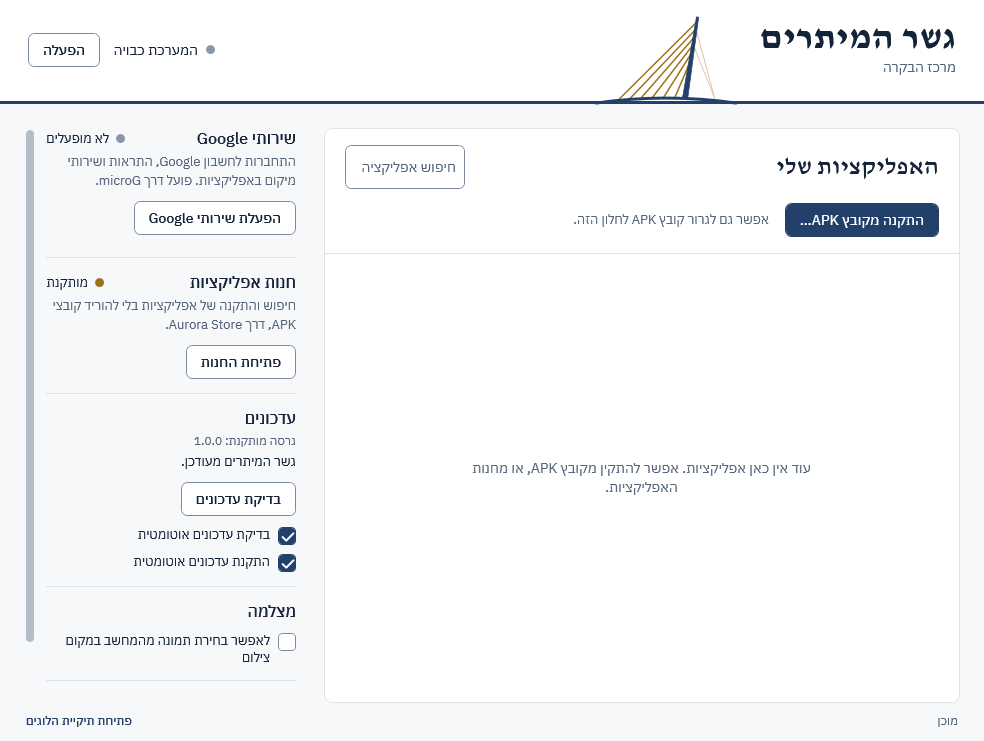 גשר המיתרים
מרכז הבקרה
המערכת כבויה
הפעלה
האפליקציות שלי
חיפוש אפליקציה
התקנה מקובץ APK...
אפשר גם לגרור קובץ APK לחלון הזה.
עוד אין כאן אפליקציות. אפשר להתקין מקובץ APK, או מחנות
האפליקציות.
שירותי Google
לא מופעלים
התחברות לחשבון Google, התראות ושירותי
מיקום באפליקציות. פועל דרך microG.
הפעלת שירותי Google
חנות אפליקציות
מותקנת
חיפוש והתקנה של אפליקציות בלי להוריד קובצי
APK, דרך Aurora Store.
פתיחת החנות
עדכונים
גרסה מותקנת: 1.0.0
גשר המיתרים מעודכן.
בדיקת עדכונים
בדיקת עדכונים אוטומטית
התקנת עדכונים אוטומטית
מצלמה
לאפשר בחירת תמונה מהמחשב במקום
צילום
מוכן
פתיחת תיקיית הלוגים